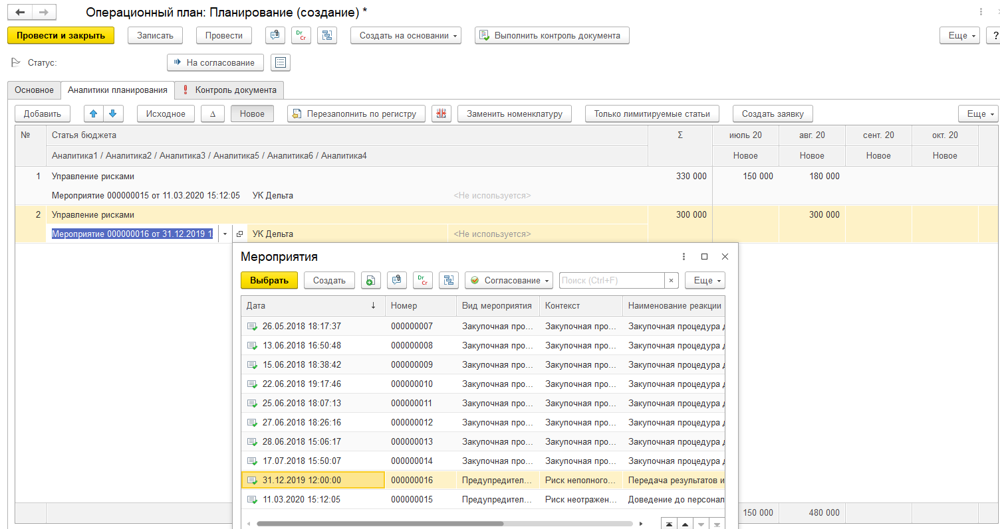 Операционный план: Планирование (создание) *
Провести и закрыть Записать Провести Dr Cr Создать на основании Выполнить контроль документа Еще ?
Статус: На согласование
Основное Аналитики планирования ! Контроль документа
Добавить Исходное Δ Новое Перезаполнить по регистру Заменить номенклатуру Только лимитируемые статьи Создать заявку Еще
№ Статья бюджета Σ июль 20 авг. 20 сент. 20 окт. 20
Аналитика1 / Аналитика2 / Аналитика3 / Аналитика5 / Аналитика6 / Аналитика4 Новое Новое Новое Новое
1 Управление рисками 330 000 150 000 180 000
Мероприятие 000000015 от 11.03.2020 15:12:05 УК Дельта <Не используется>
2 Управление рисками 300 000 300 000
Мероприятие 000000016 от 31.12.2019 1 УК Дельта <Не используется>
Мероприятия
Выбрать Создать Dr Cr Согласование Поиск (Ctrl+F) × Еще
Дата ↓ Номер Вид мероприятия Контекст Наименование реакции
26.05.2018 18:17:37 000000007 Закупочная про... Закупочная про... Закупочная процедура д
13.06.2018 16:50:48 000000008 Закупочная про... Закупочная про... Закупочная процедура д
15.06.2018 18:38:42 000000009 Закупочная про... Закупочная про... Закупочная процедура д
22.06.2018 19:17:46 000000010 Закупочная про... Закупочная про... Закупочная процедура д
25.06.2018 18:07:13 000000011 Закупочная про... Закупочная про... Закупочная процедура д
27.06.2018 18:26:16 000000012 Закупочная про... Закупочная про... Закупочная процедура д
28.06.2018 15:06:17 000000013 Закупочная про... Закупочная про... Закупочная процедура д
17.07.2018 15:50:07 000000014 Закупочная про... Закупочная про... Закупочная процедура д
31.12.2019 12:00:00 000000016 Предупредител... Риск неполного... Передача результатов и
11.03.2020 15:12:05 000000015 Предупредител... Риск неотражен... Доведение до персонал
150 000 480 000